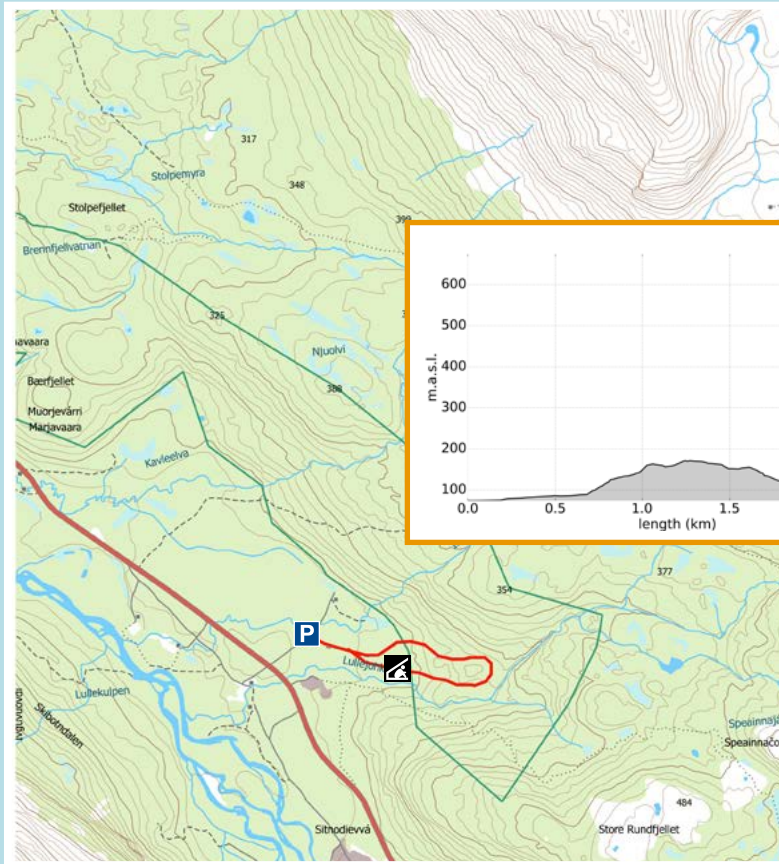 317
Stolpemyra
348
Stolpefjellet
399
Brennfjellvatnan
325
avaara
Njuolvi
Bærfjellet
388
Muorjevárri
Marjavaara
Kavleelva
600
500
400
300
200
100
m.a.s.l.
0.0 0.5 1.0 1.5
length (km)
377
354
P
Lullekulpen
Skibotndalen
Speainnaj
Speainnačo
484
Sitnodievvá
Store Rundfjellet